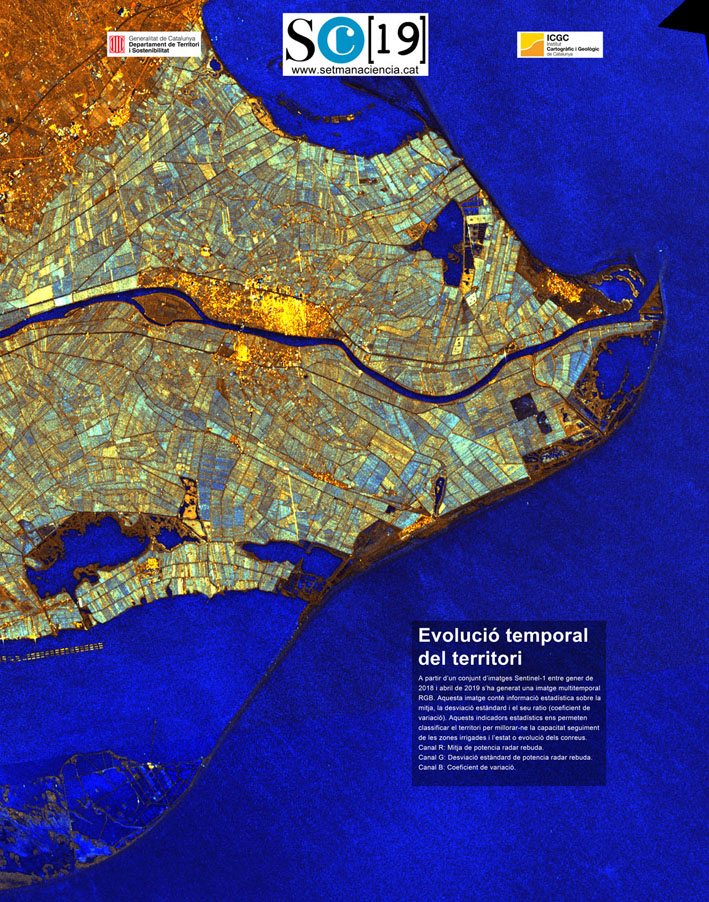 Generalitat de Catalunya
Departament de Territori
i Sostenibilitat
SC[19]
www.setmanaciencia.cat
ICGC
Institut
Cartogràfic i Geològic
de Catalunya
Evolució temporal
del territori
A partir d'un conjunt d'imatges Sentinel-1 entre gener de
2018 i abril de 2019 s'ha generat una imatge multitemporal
RGB. Aquesta imatge conté informació estadística sobre la
mitja, la desviació estàndard i el seu ratio (coeficient de
variació). Aquests indicadors estadístics ens permeten
classificar el territori per millorar-ne la capacitat seguiment
de les zones irrigades i l'estat o evolució dels conreus.
Canal R: Mitja de potencia radar rebuda.
Canal G: Desviació estándard de potencia radar rebuda.
Canal B: Coeficient de variació.